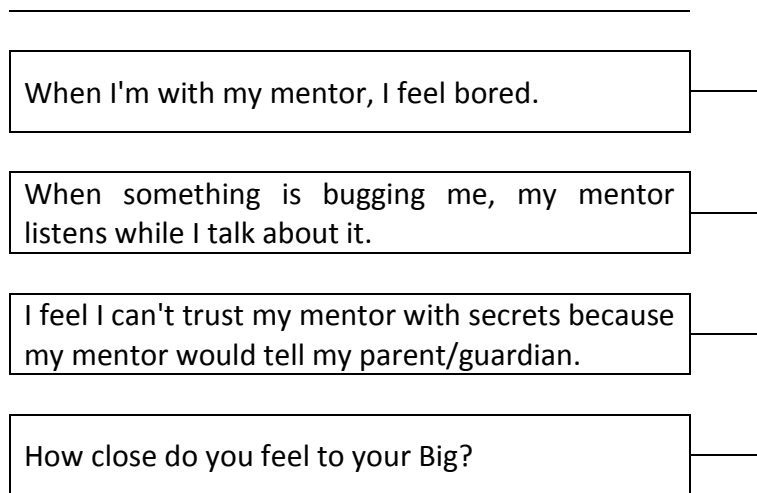 When I'm with my mentor, I feel bored.
When something is bugging me, my mentor
listens while I talk about it.
I feel I can't trust my mentor with secrets because
my mentor would tell my parent/guardian.
How close do you feel to your Big?